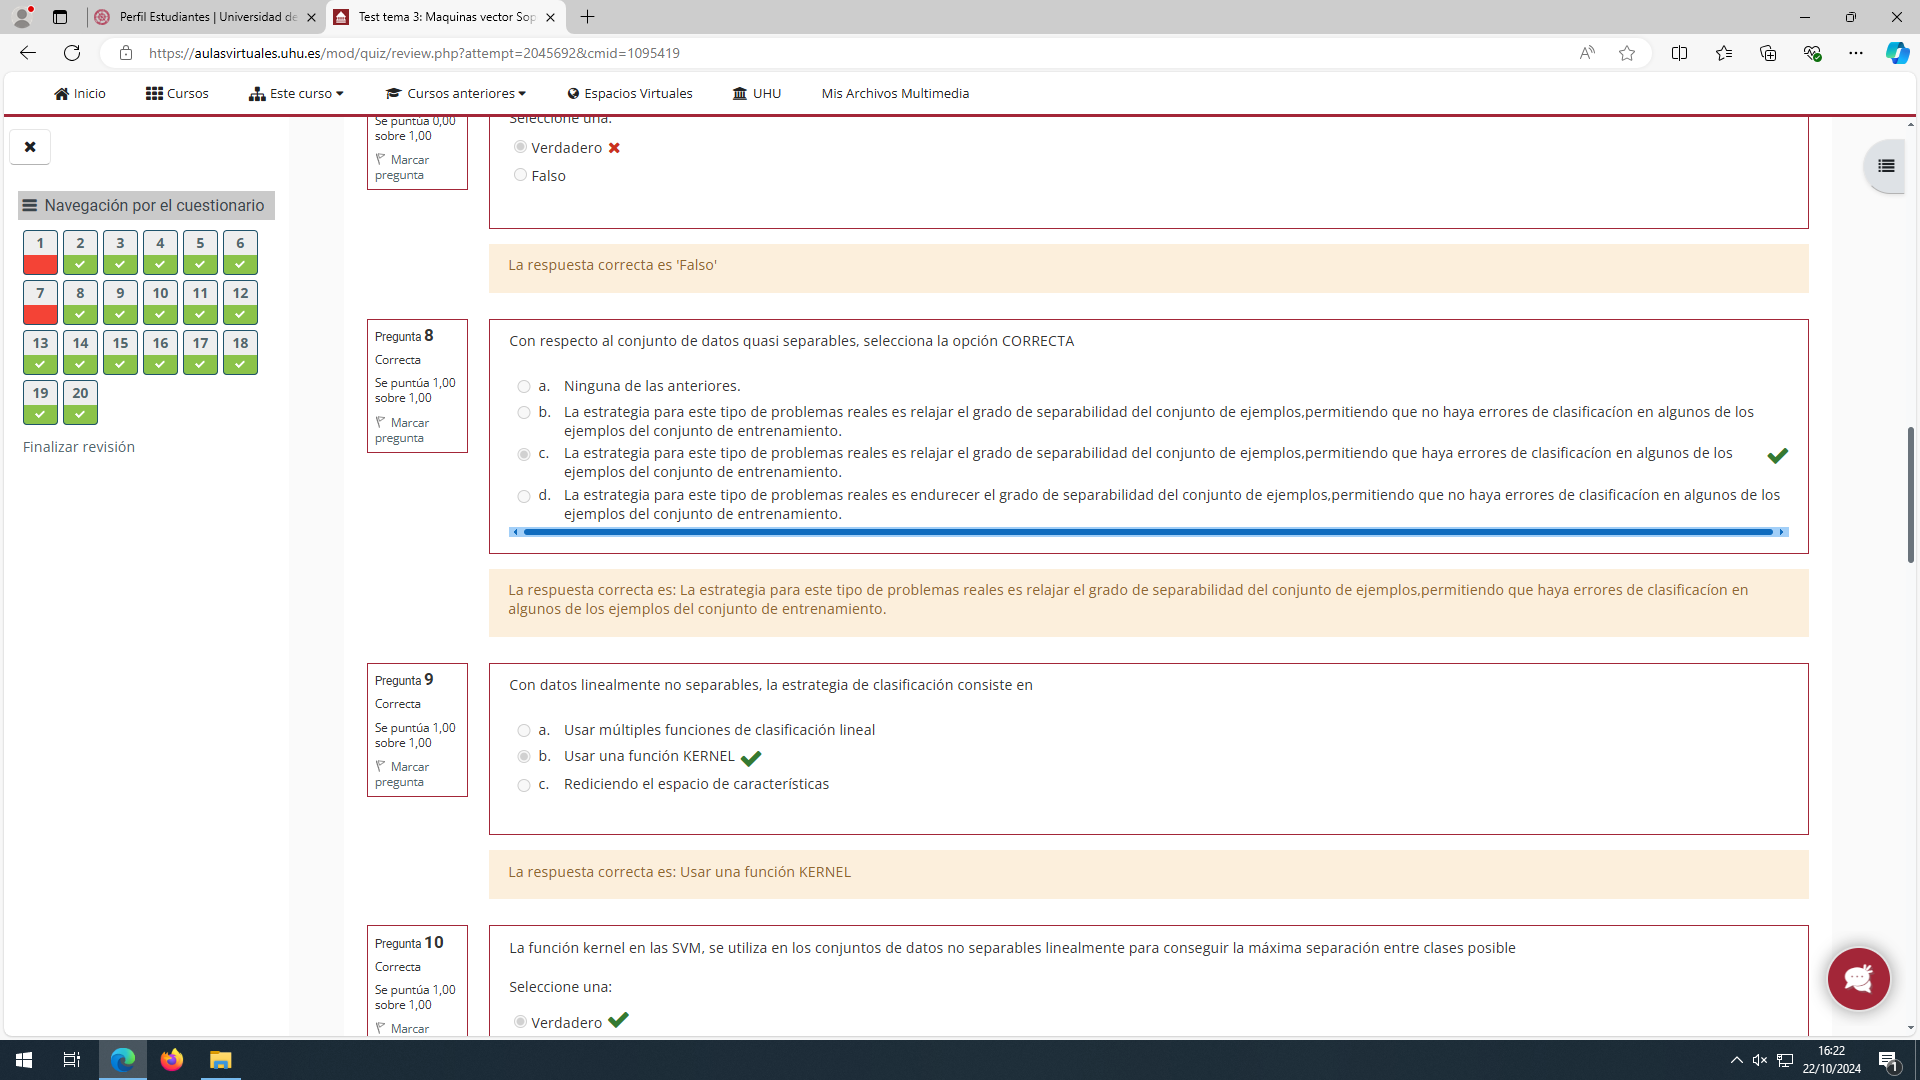 Perfil Estudiantes | Universidad de
Test tema 3: Maquinas vector Sop
https://aulasvirtuales.uhu.es/mod/quiz/review.php?attempt=2045692&cmid=1095419
Inicio
Cursos
Este curso
Cursos anteriores
Espacios Virtuales
UHU
Mis Archivos Multimedia
Navegación por el cuestionario
1 2 3 4 5 6
7 8 9 10 11 12
13 14 15 16 17 18
19 20
Finalizar revisión
Se puntúa 0,00
sobre 1,00
Marcar
pregunta
Seleccione una:
Verdadero
Falso
La respuesta correcta es 'Falso'
Pregunta 8
Correcta
Se puntúa 1,00
sobre 1,00
Marcar
pregunta
Con respecto al conjunto de datos quasi separables, selecciona la opción CORRECTA
a. Ninguna de las anteriores.
b. La estrategia para este tipo de problemas reales es relajar el grado de separabilidad del conjunto de ejemplos,permitiendo que no haya errores de clasificacíon en algunos de los
ejemplos del conjunto de entrenamiento.
c. La estrategia para este tipo de problemas reales es relajar el grado de separabilidad del conjunto de ejemplos,permitiendo que haya errores de clasificacíon en algunos de los
ejemplos del conjunto de entrenamiento.
d. La estrategia para este tipo de problemas reales es endurecer el grado de separabilidad del conjunto de ejemplos,permitiendo que no haya errores de clasificacíon en algunos de los
ejemplos del conjunto de entrenamiento.
La respuesta correcta es: La estrategia para este tipo de problemas reales es relajar el grado de separabilidad del conjunto de ejemplos,permitiendo que haya errores de clasificacíon en
algunos de los ejemplos del conjunto de entrenamiento.
Pregunta 9
Correcta
Se puntúa 1,00
sobre 1,00
Marcar
pregunta
Con datos linealmente no separables, la estrategia de clasificación consiste en
a. Usar múltiples funciones de clasificación lineal
b. Usar una función KERNEL
c. Rediciendo el espacio de características
La respuesta correcta es: Usar una función KERNEL
Pregunta 10
Correcta
Se puntúa 1,00
sobre 1,00
Marcar
La función kernel en las SVM, se utiliza en los conjuntos de datos no separables linealmente para conseguir la máxima separación entre clases posible
Seleccione una:
Verdadero
16:22
22/10/2024
1